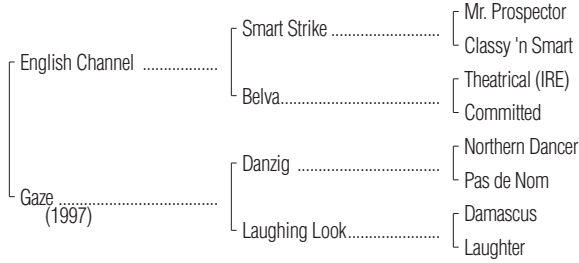 Mr. Prospector
Smart Strike ........................
Classy 'n Smart
English Channel ..................
Theatrical (IRE)
Belva...................................
Committed
Northern Dancer
Danzig ................................
Pas de Nom
Gaze ...................................
(1997)
Damascus
Laughing Look....................
Laughter